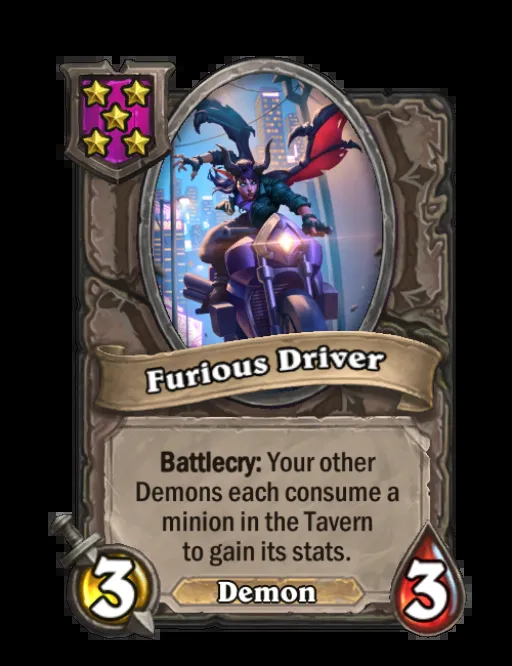 Furious Driver
Battlecry: Your other
Demons each consume a
minion in the Tavern
to gain its stats.
3
Demon
3